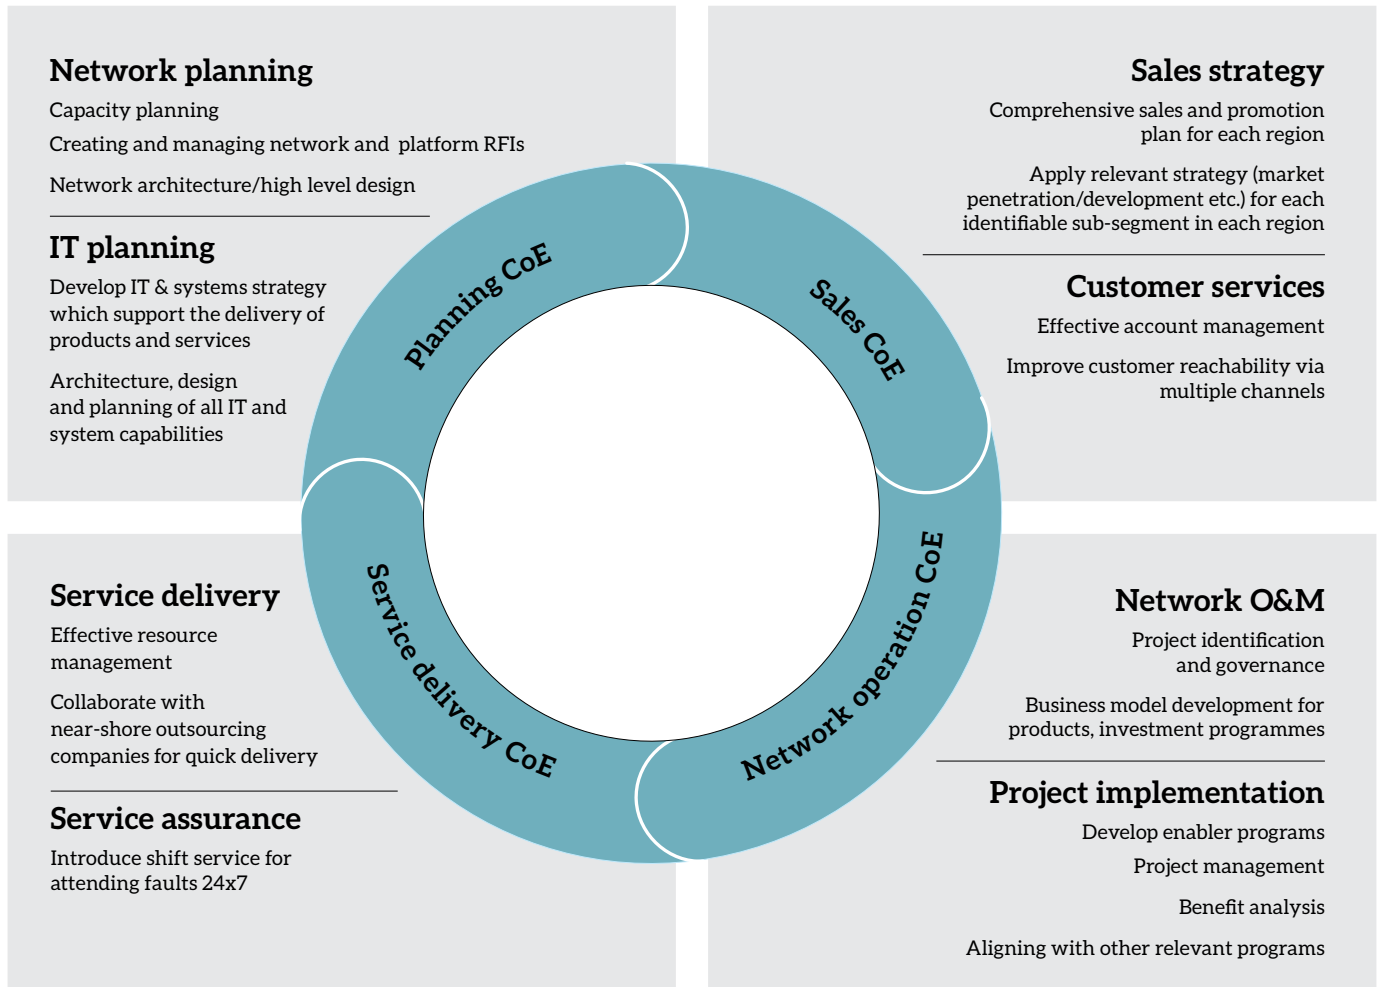 Network planning
Capacity planning
Creating and managing network and platform RFIs
Network architecture/high level design
IT planning
Develop IT & systems strategy
which support the delivery of
products and services
Architecture, design
and planning of all IT and
system capabilities
Sales strategy
Comprehensive sales and promotion
plan for each region
Apply relevant strategy (market
penetration/development etc.) for each
identifiable sub-segment in each region
Customer services
Effective account management
Improve customer reachability via
multiple channels
Planning CoE
Sales CoE
Service delivery CoE
Network operation CoE
Service delivery
Effective resource
management
Collaborate with
near-shore outsourcing
companies for quick delivery
Service assurance
Introduce shift service for
attending faults 24x7
Network O&M
Project identification
and governance
Business model development for
products, investment programmes
Project implementation
Develop enabler programs
Project management
Benefit analysis
Aligning with other relevant programs